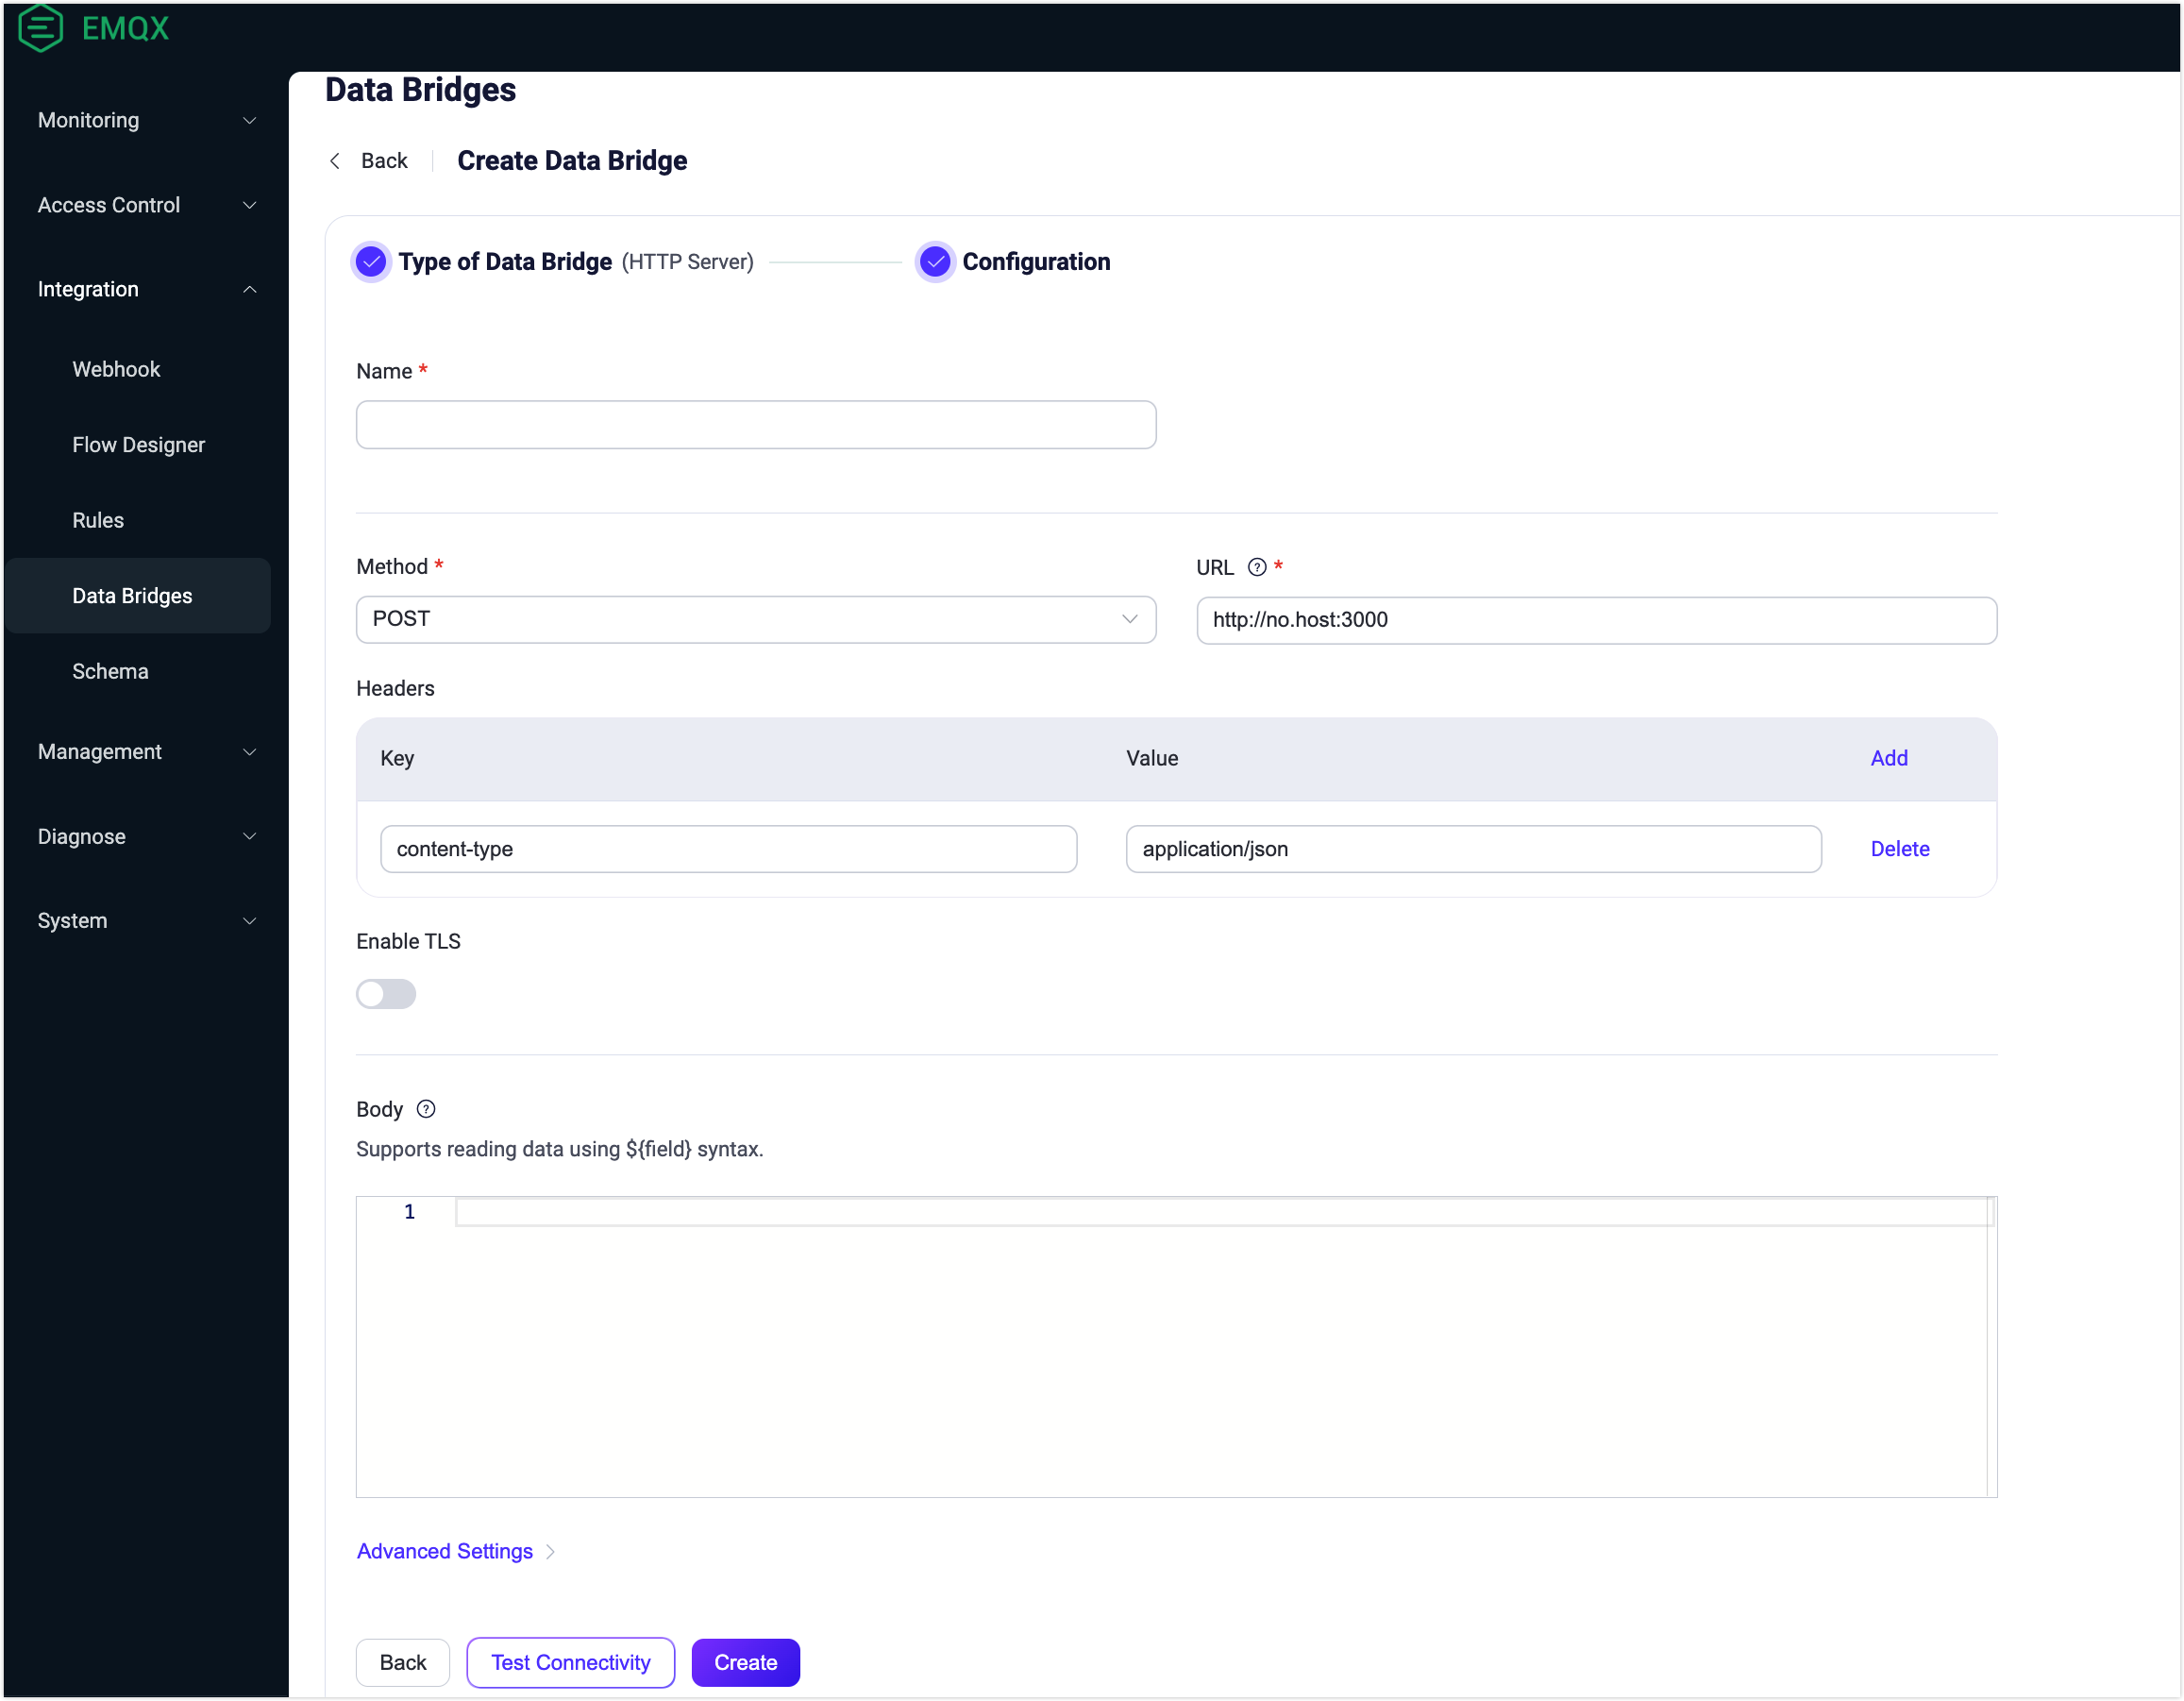 EMQX
Monitoring
Access Control
Integration
Webhook
Flow Designer
Rules
Data Bridges
Schema
Management
Diagnose
System
Data Bridges
Back
Create Data Bridge
Type of Data Bridge (HTTP Server)
Configuration
Name *
Method *
URL ? *
POST
http://no.host:3000
Headers
Key
Value
Add
content-type
application/json
Delete
Enable TLS
Body ?
Supports reading data using ${field} syntax.
1
Advanced Settings
Back
Test Connectivity
Create